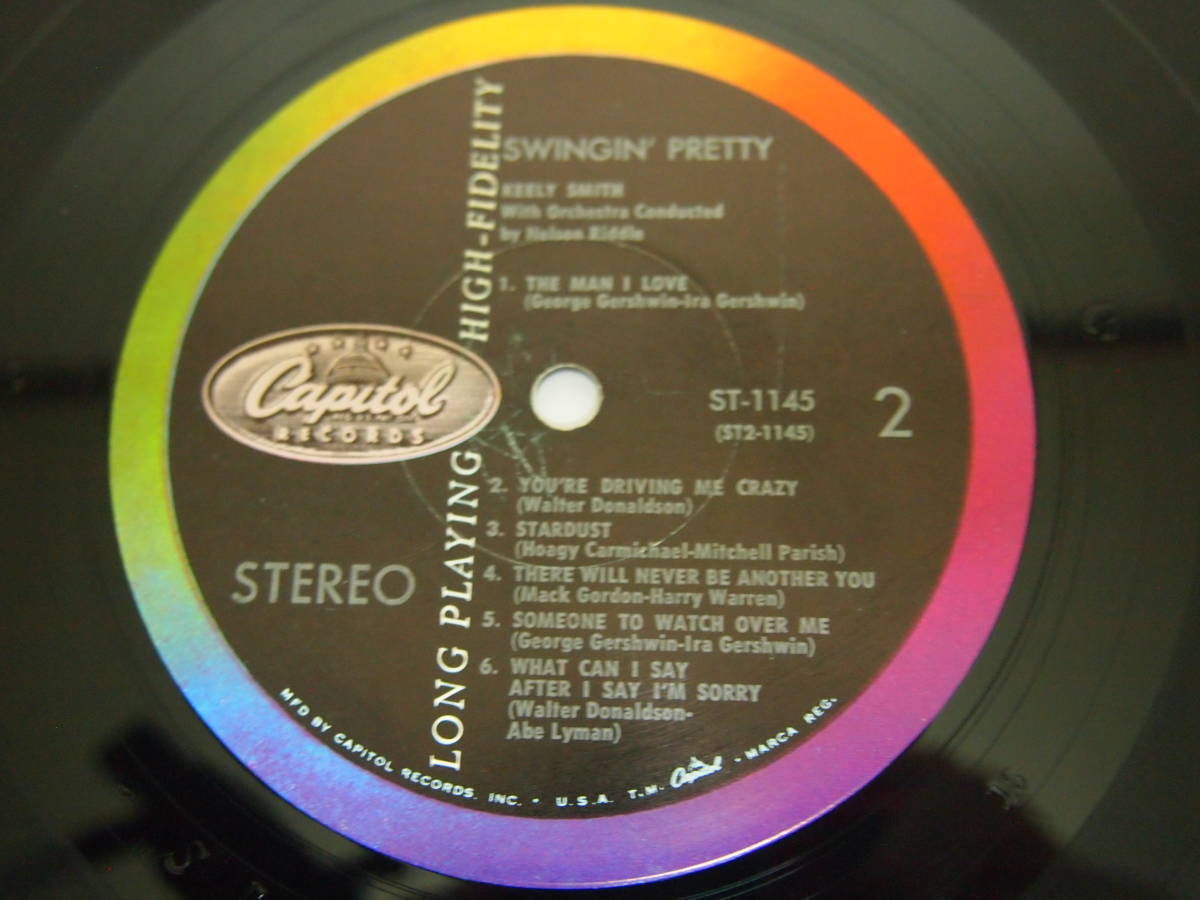 SWINGIN' PRETTY
KEELY SMITH
With Orchestra Conducted
by Nelson Riddle
1. THE MAN I LOVE
(George Gershwin-Ira Gershwin)
Capitol
RECORDS
ST-1145
(ST2-1145)
2
LONG PLAYING HIGH-FIDELITY
STEREO
2. YOU'RE DRIVING ME CRAZY
(Walter Donaldson)
3. STARDUST
(Hoagy Carmichael-Mitchell Parish)
4. THERE WILL NEVER BE ANOTHER YOU
(Mack Gordon-Harry Warren)
5. SOMEONE TO WATCH OVER ME
(George Gershwin-Ira Gershwin)
6. WHAT CAN I SAY
AFTER I SAY I'M SORRY
(Walter Donaldson-
Abe Lyman)
MFD BY CAPITOL RECORDS, INC. · U.S.A. T.M. Capitol · MARCA REG.